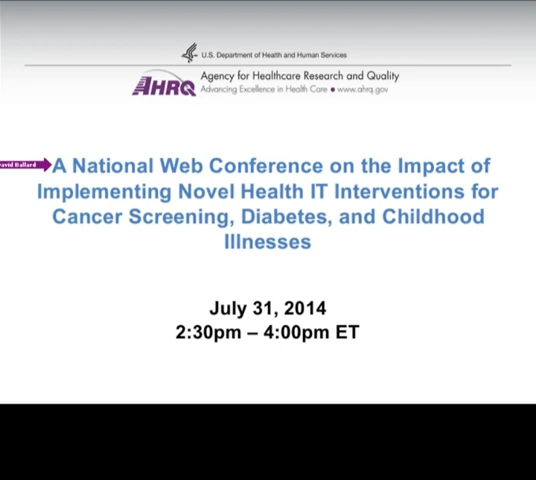 U.S. Department of Health and Human Services
AHRQ
Agency for Healthcare Research and Quality
Advancing Excellence in Health Care • www.ahrq.gov
Ballard
A National Web Conference on the Impact of
Implementing Novel Health IT Interventions for
Cancer Screening, Diabetes, and Childhood
Illnesses
July 31, 2014
2:30pm – 4:00pm ET